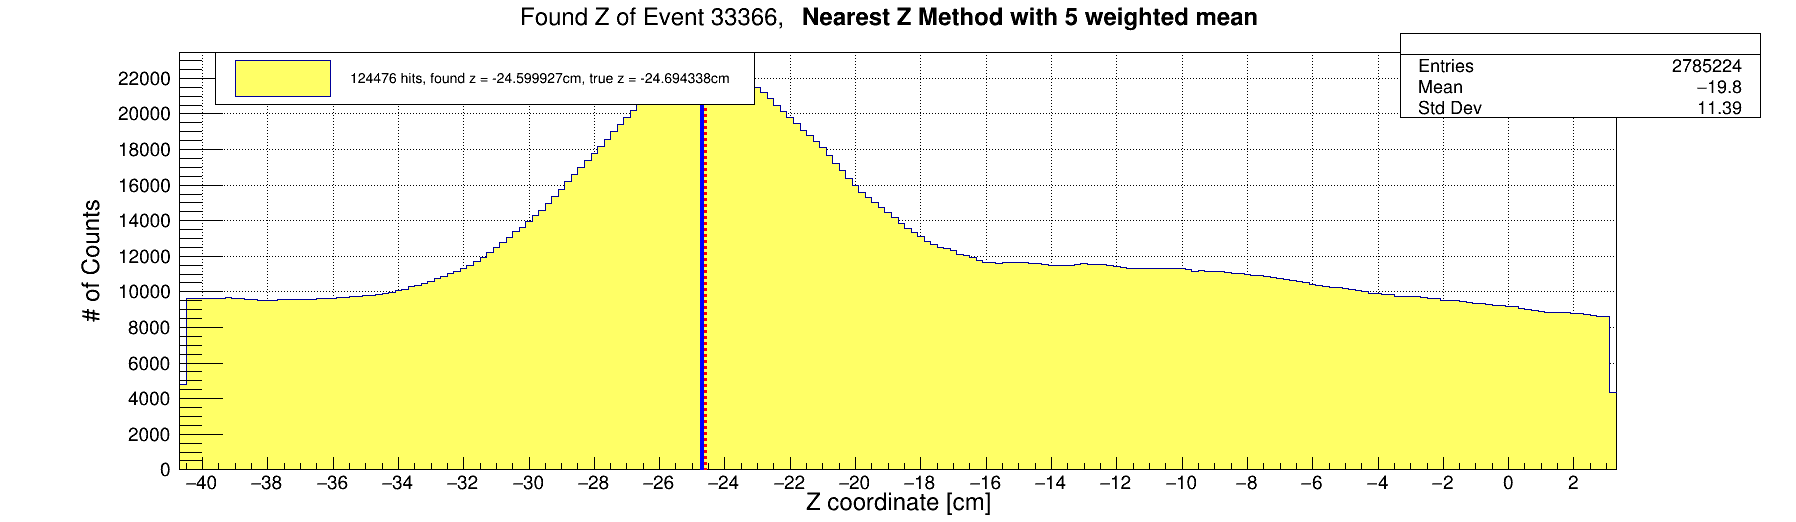 Found Z of Event 33366, Nearest Z Method with 5 weighted mean
124476 hits, found z = -24.599927cm, true z = -24.694338cm
Entries 2785224
Mean −19.8
Std Dev 11.39
# of Counts
22000
20000
18000
16000
14000
12000
10000
8000
6000
4000
2000
0
−40 −38 −36 −34 −32 −30 −28 −26 −24 −22 −20 −18 −16 −14 −12 −10 −8 −6 −4 −2 0 2
Z coordinate [cm]